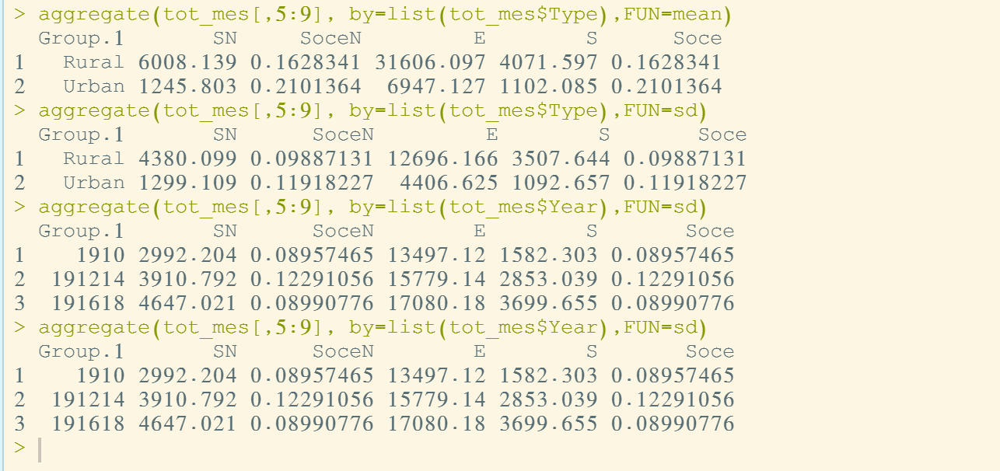 > aggregate(tot_mes[,5:9], by=list(tot_mes$Type),FUN=mean)
Group.1 SN SoceN E S Soce
1 Rural 6008.139 0.1628341 31606.097 4071.597 0.1628341
2 Urban 1245.803 0.2101364 6947.127 1102.085 0.2101364
> aggregate(tot_mes[,5:9], by=list(tot_mes$Type),FUN=sd)
Group.1 SN SoceN E S Soce
1 Rural 4380.099 0.09887131 12696.166 3507.644 0.09887131
2 Urban 1299.109 0.11918227 4406.625 1092.657 0.11918227
> aggregate(tot_mes[,5:9], by=list(tot_mes$Year),FUN=sd)
Group.1 SN SoceN E S Soce
1 1910 2992.204 0.08957465 13497.12 1582.303 0.08957465
2 191214 3910.792 0.12291056 15779.14 2853.039 0.12291056
3 191618 4647.021 0.08990776 17080.18 3699.655 0.08990776
> aggregate(tot_mes[,5:9], by=list(tot_mes$Year),FUN=sd)
Group.1 SN SoceN E S Soce
1 1910 2992.204 0.08957465 13497.12 1582.303 0.08957465
2 191214 3910.792 0.12291056 15779.14 2853.039 0.12291056
3 191618 4647.021 0.08990776 17080.18 3699.655 0.08990776
>